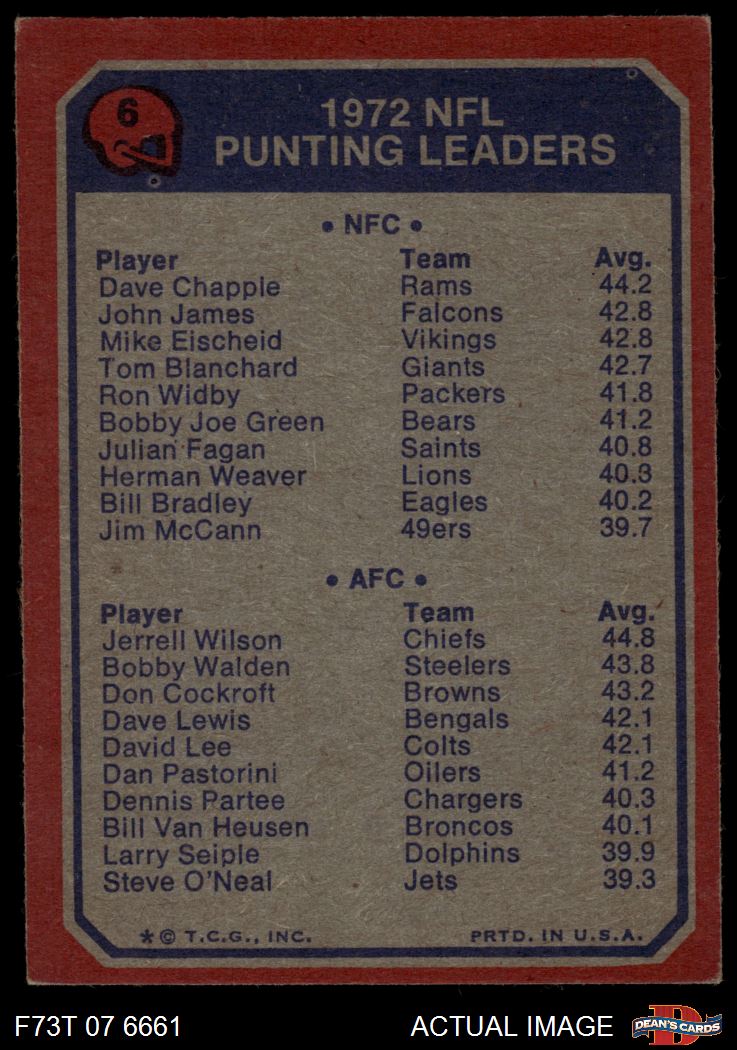 6
1972 NFL
PUNTING LEADERS
• NFC •
Player Team Avg.
Dave Chapple Rams 44.2
John James Falcons 42.8
Mike Eischeid Vikings 42.8
Tom Blanchard Giants 42.7
Ron Widby Packers 41.8
Bobby Joe Green Bears 41.2
Julian Fagan Saints 40.8
Herman Weaver Lions 40.3
Bill Bradley Eagles 40.2
Jim McCann 49ers 39.7
• AFC •
Player Team Avg.
Jerrell Wilson Chiefs 44.8
Bobby Walden Steelers 43.8
Don Cockroft Browns 43.2
Dave Lewis Bengals 42.1
David Lee Colts 42.1
Dan Pastorini Oilers 41.2
Dennis Partee Chargers 40.3
Bill Van Heusen Broncos 40.1
Larry Seiple Dolphins 39.9
Steve O'Neal Jets 39.3
* © T.C.G., INC. PRTD. IN U.S.A.
F73T 07 6661 ACTUAL IMAGE DEAN'S CARDS